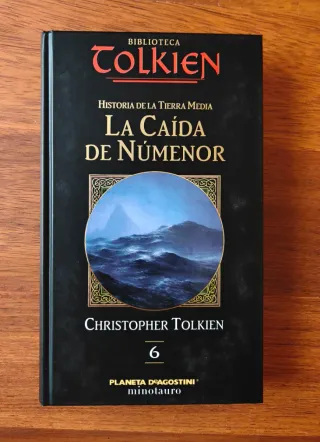 BIBLIOTECA
TOLKIEN
HISTORIA DE LA TIERRA MEDIA
LA CAÍDA
DE NÚMENOR
CHRISTOPHER TOLKIEN
6
PLANETA DEAGOSTINI
minotauro